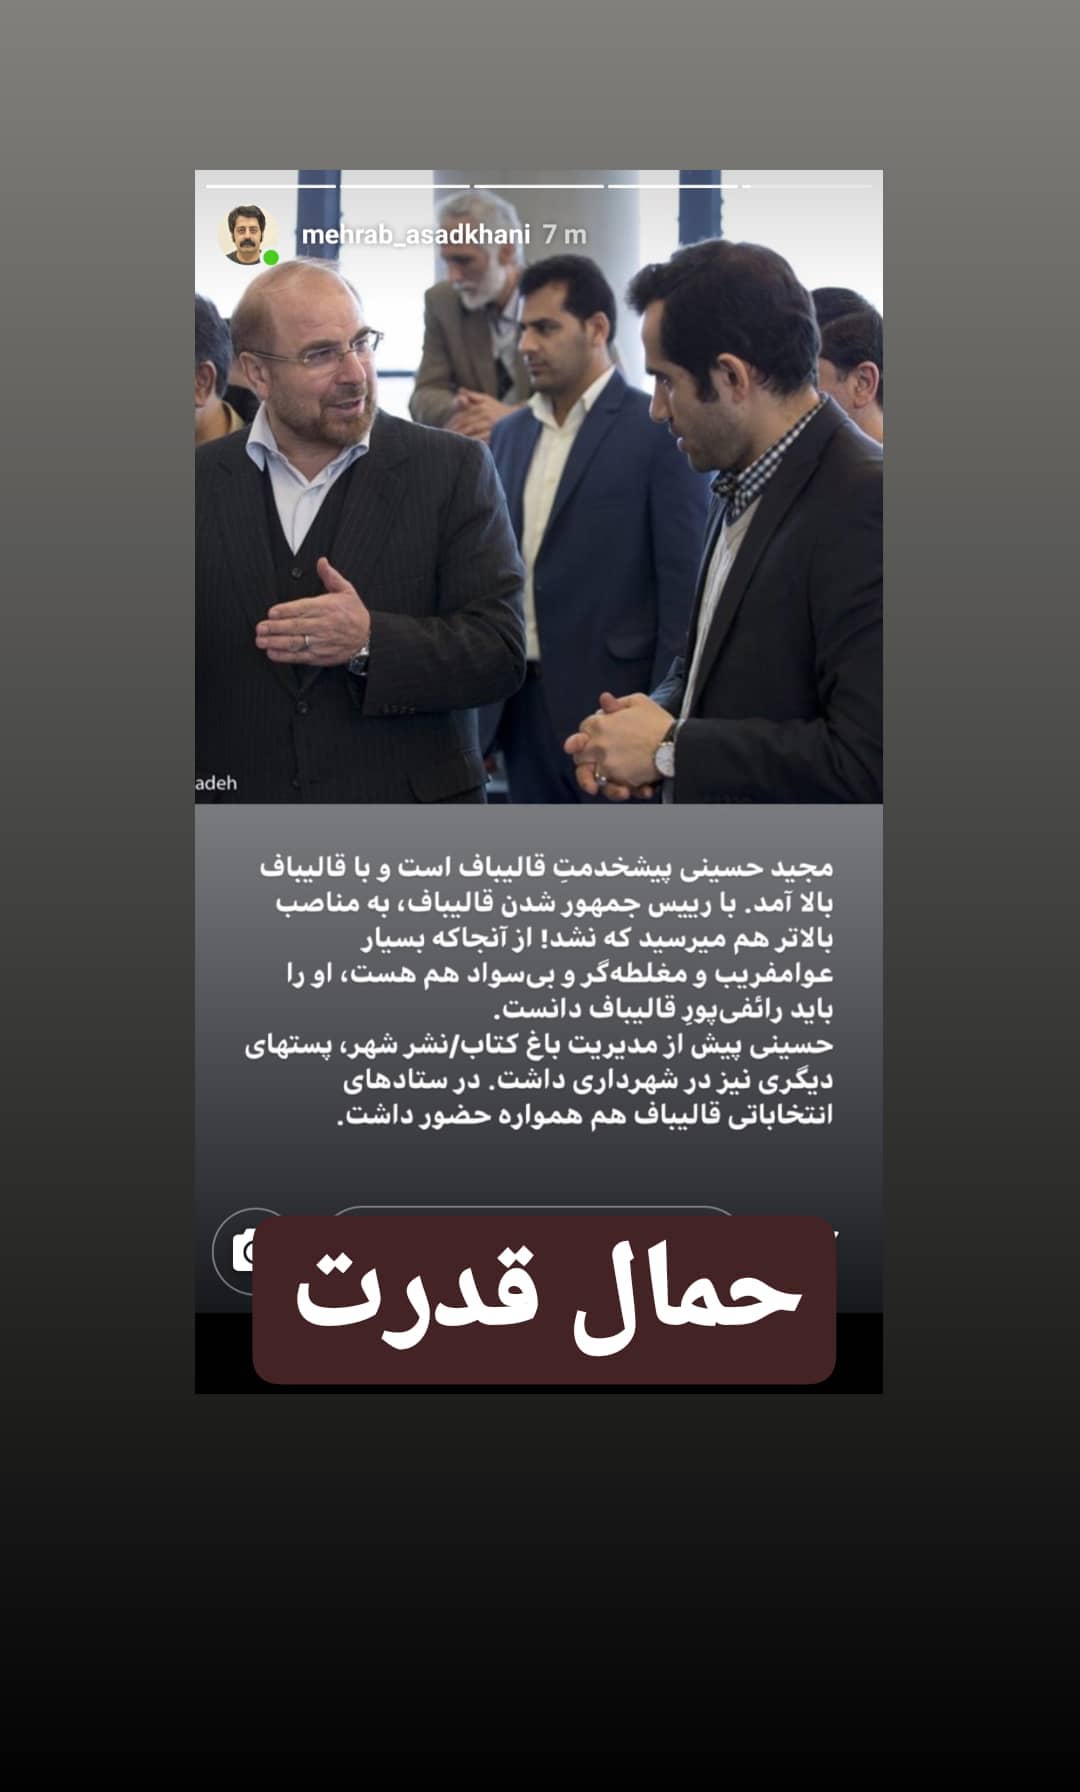 mehrab_asadkhani 7 m
adeh
مجید حسینی پیشخدمتِ قالیباف است و با قالیباف
بالا آمد. با رییس جمهور شدن قالیباف، به مناصب
بالاتر هم میرسید که نشد! از آنجاکه بسیار
عوامفریب و مغلطه‌گر و بی‌سواد هم هست، او را
باید رائفی‌پورِ قالیباف دانست.
حسینی پیش از مدیریت باغ کتاب/نشر شهر، پستهای
دیگری نیز در شهرداری داشت. در ستادهای
انتخاباتی قالیباف هم همواره حضور داشت.
حمال قدرت